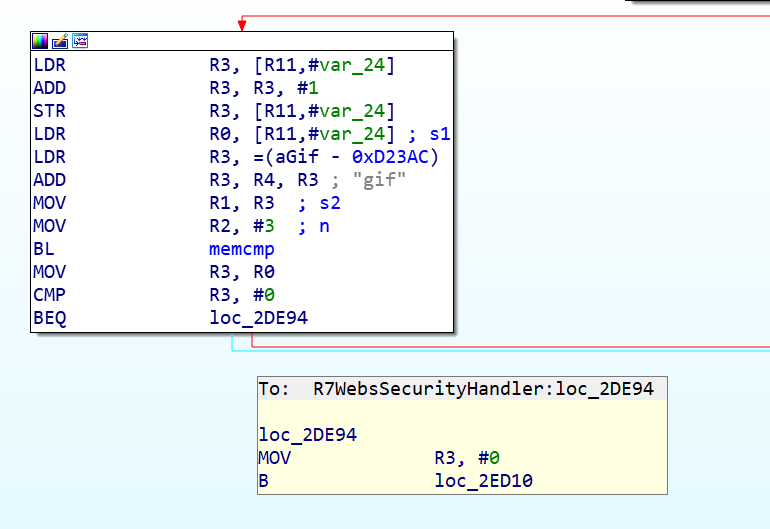 LDR R3, [R11,#var_24]
ADD R3, R3, #1
STR R3, [R11,#var_24]
LDR R0, [R11,#var_24] ; s1
LDR R3, =(aGif - 0xD23AC)
ADD R3, R4, R3 ; "gif"
MOV R1, R3 ; s2
MOV R2, #3 ; n
BL memcmp
MOV R3, R0
CMP R3, #0
BEQ loc_2DE94
To: R7WebsSecurityHandler:loc_2DE94
loc_2DE94
MOV R3, #0
B loc_2ED10